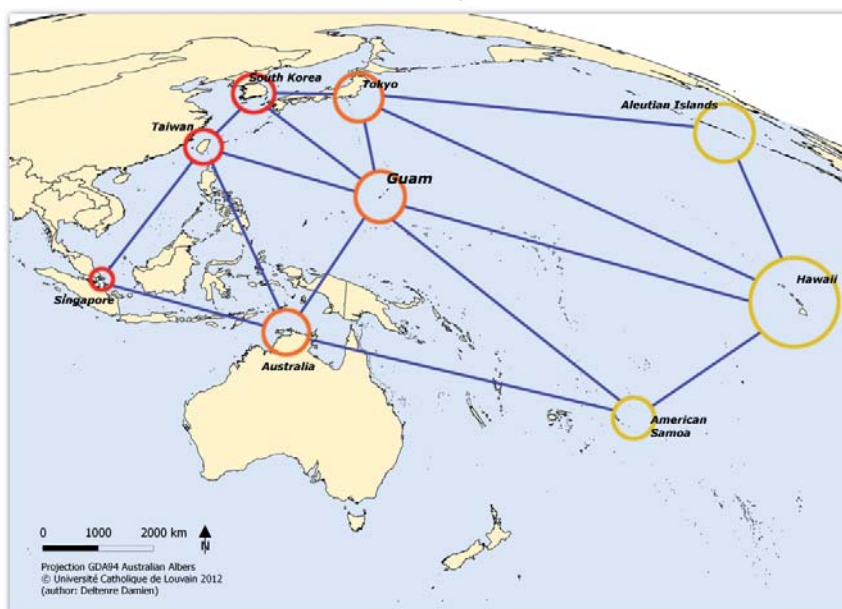 South Korea
Tokyo
Aleutian Islands
Taiwan
Guam
Hawaii
Singapore
Australia
American
Samoa
0 1000 2000 km
N
Projection GDA94 Australian Albers
© Université Catholique de Louvain 2012
(author: Deltenre Damien)